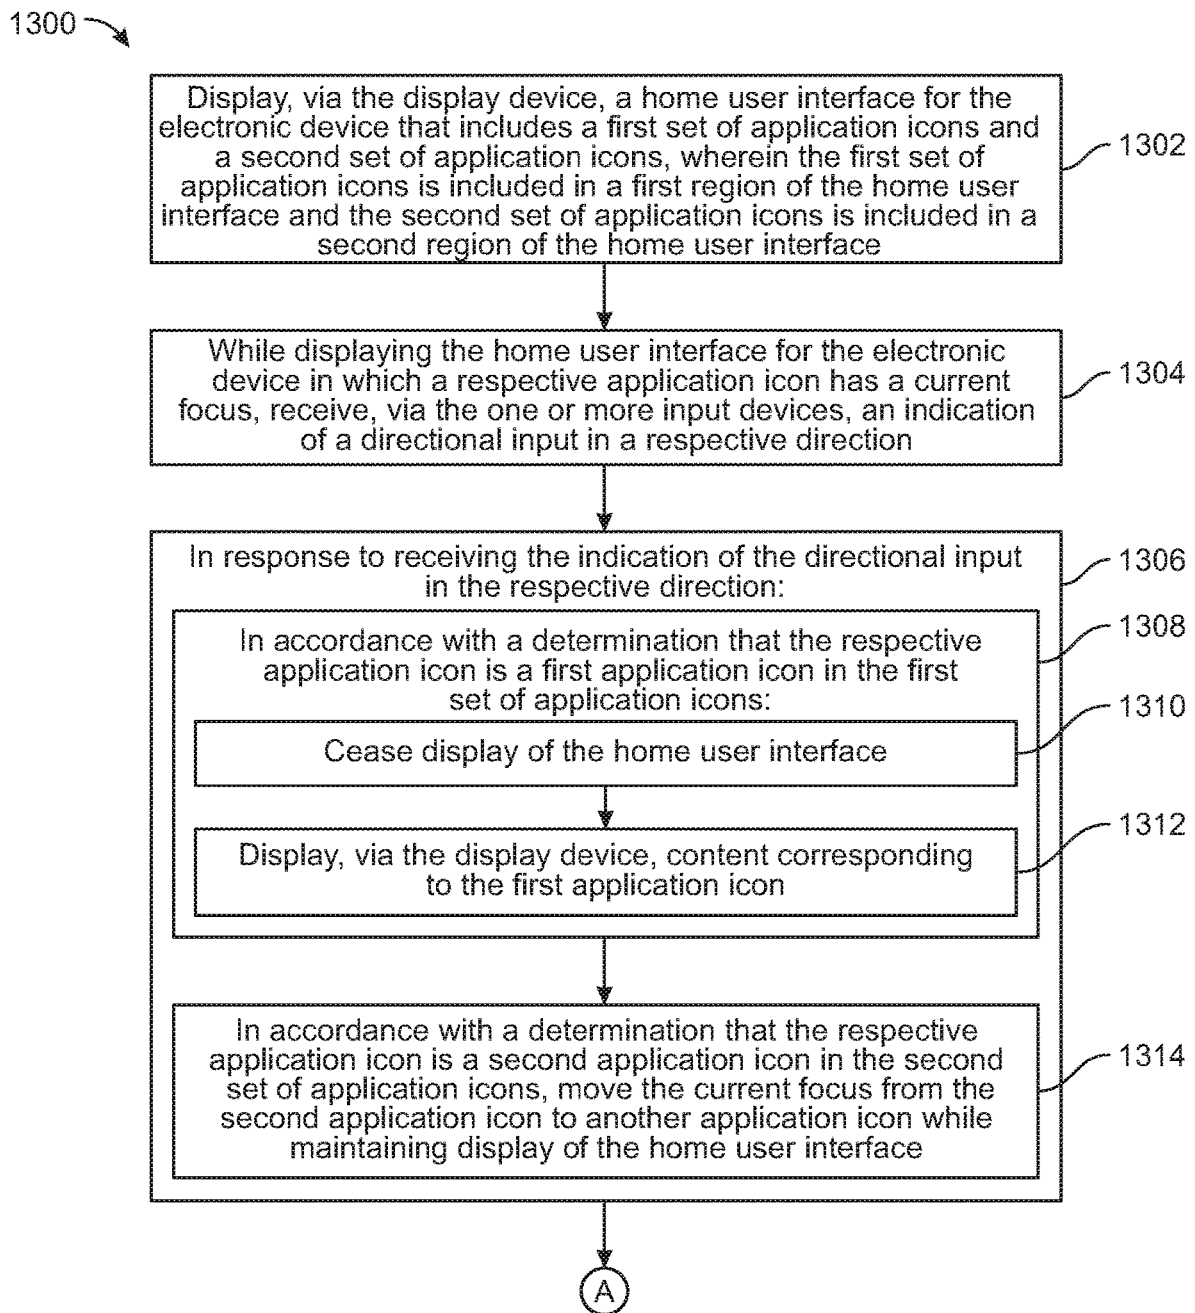 1300
Display, via the display device, a home user interface for the
electronic device that includes a first set of application icons and
a second set of application icons, wherein the first set of
application icons is included in a first region of the home user
interface and the second set of application icons is included in a
second region of the home user interface
1302
While displaying the home user interface for the electronic
device in which a respective application icon has a current
focus, receive, via the one or more input devices, an indication
of a directional input in a respective direction
1304
In response to receiving the indication of the directional input
in the respective direction:
1306
In accordance with a determination that the respective
application icon is a first application icon in the first
set of application icons:
1308
Cease display of the home user interface
1310
Display, via the display device, content corresponding
to the first application icon
1312
In accordance with a determination that the respective
application icon is a second application icon in the second
set of application icons, move the current focus from the
second application icon to another application icon while
maintaining display of the home user interface
1314
A